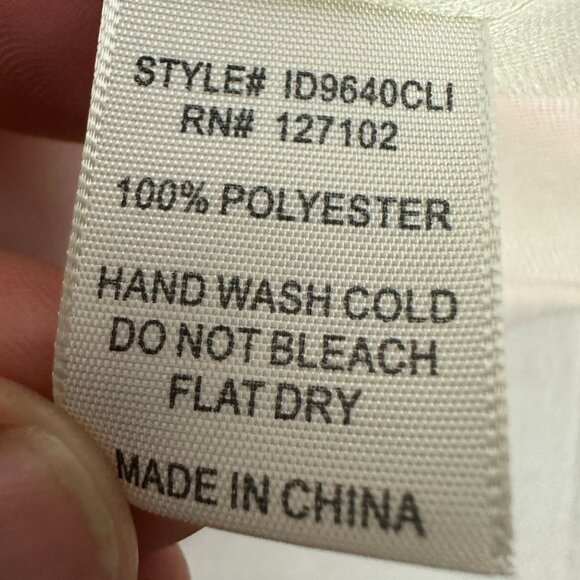 STYLE# ID9640CLI
RN# 127102
100% POLYESTER
HAND WASH COLD
DO NOT BLEACH
FLAT DRY
MADE IN CHINA